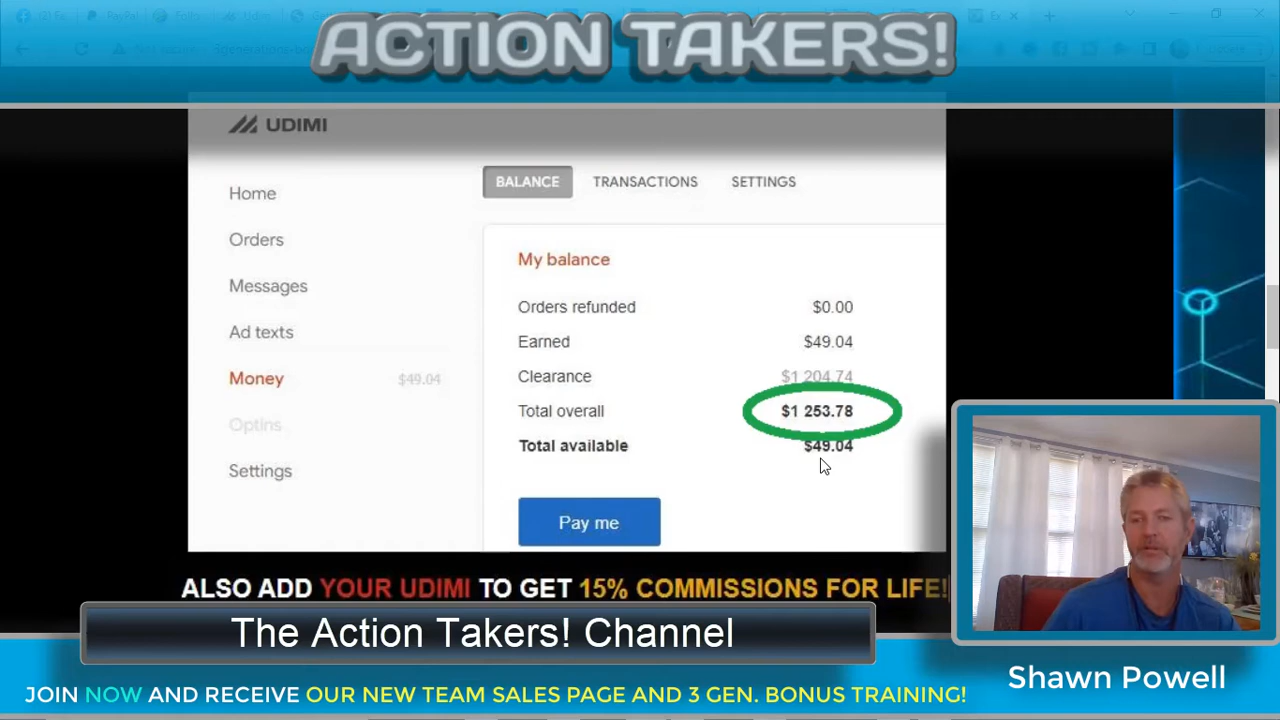 ACTION TAKERS!
UDIMI
BALANCE TRANSACTIONS SETTINGS
Home
Orders
Messages
Ad texts
Money $49.04
Optins
Settings
My balance
Orders refunded $0.00
Earned $49.04
Clearance $1 204.74
Total overall $1 253.78
Total available $49.04
Pay me
ALSO ADD YOUR UDIMI TO GET 15% COMMISSIONS FOR LIFE!
The Action Takers! Channel
Shawn Powell
JOIN NOW AND RECEIVE OUR NEW TEAM SALES PAGE AND 3 GEN. BONUS TRAINING!